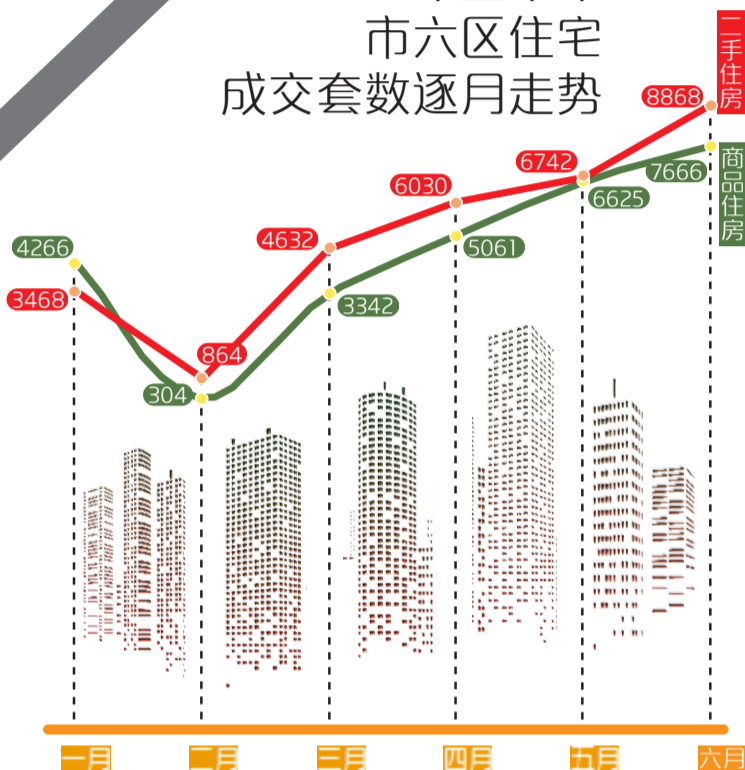 市六区住宅
成交套数逐月走势
二手住房
商品住房
8868
7666
6742
6625
6030
5061
4632
3342
4266
3468
864
304
一月
二月
三月
四月
五月
六月